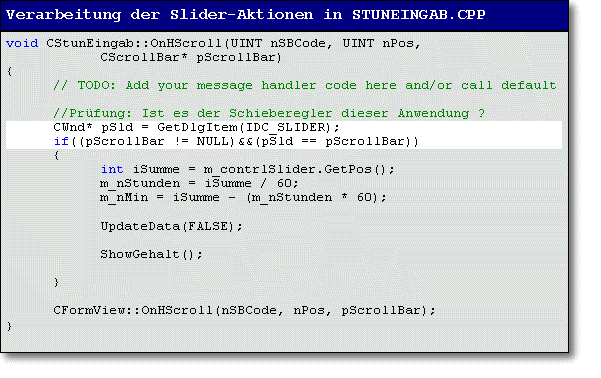 Verarbeitung der Slider-Aktionen in STUNEINGAB.CPP
void CStunEingab::OnHScroll(UINT nSBCode, UINT nPos,
CScrollBar* pScrollBar)
{
// TODO: Add your message handler code here and/or call default
//Prüfung: Ist es der Schieberegler dieser Anwendung ?
CWnd* pSld = GetDlgItem(IDC_SLIDER);
if((pScrollBar != NULL)&&(pSld == pScrollBar))
{
int iSumme = m_contrlSlider.GetPos();
m_nStunden = iSumme / 60;
m_nMin = iSumme - (m_nStunden * 60);
UpdateData(FALSE);
ShowGehalt();
}
CFormView::OnHScroll(nSBCode, nPos, pScrollBar);
}